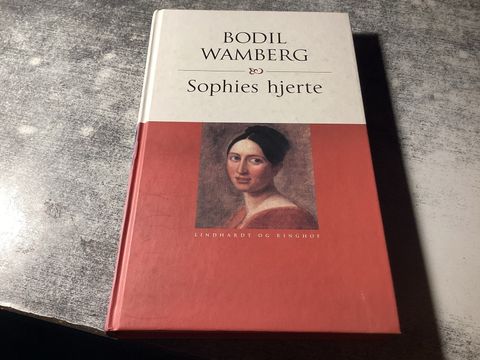 BODIL
WAMBERG
Sophies hjerte
LINDHARDT OG RINGHOF